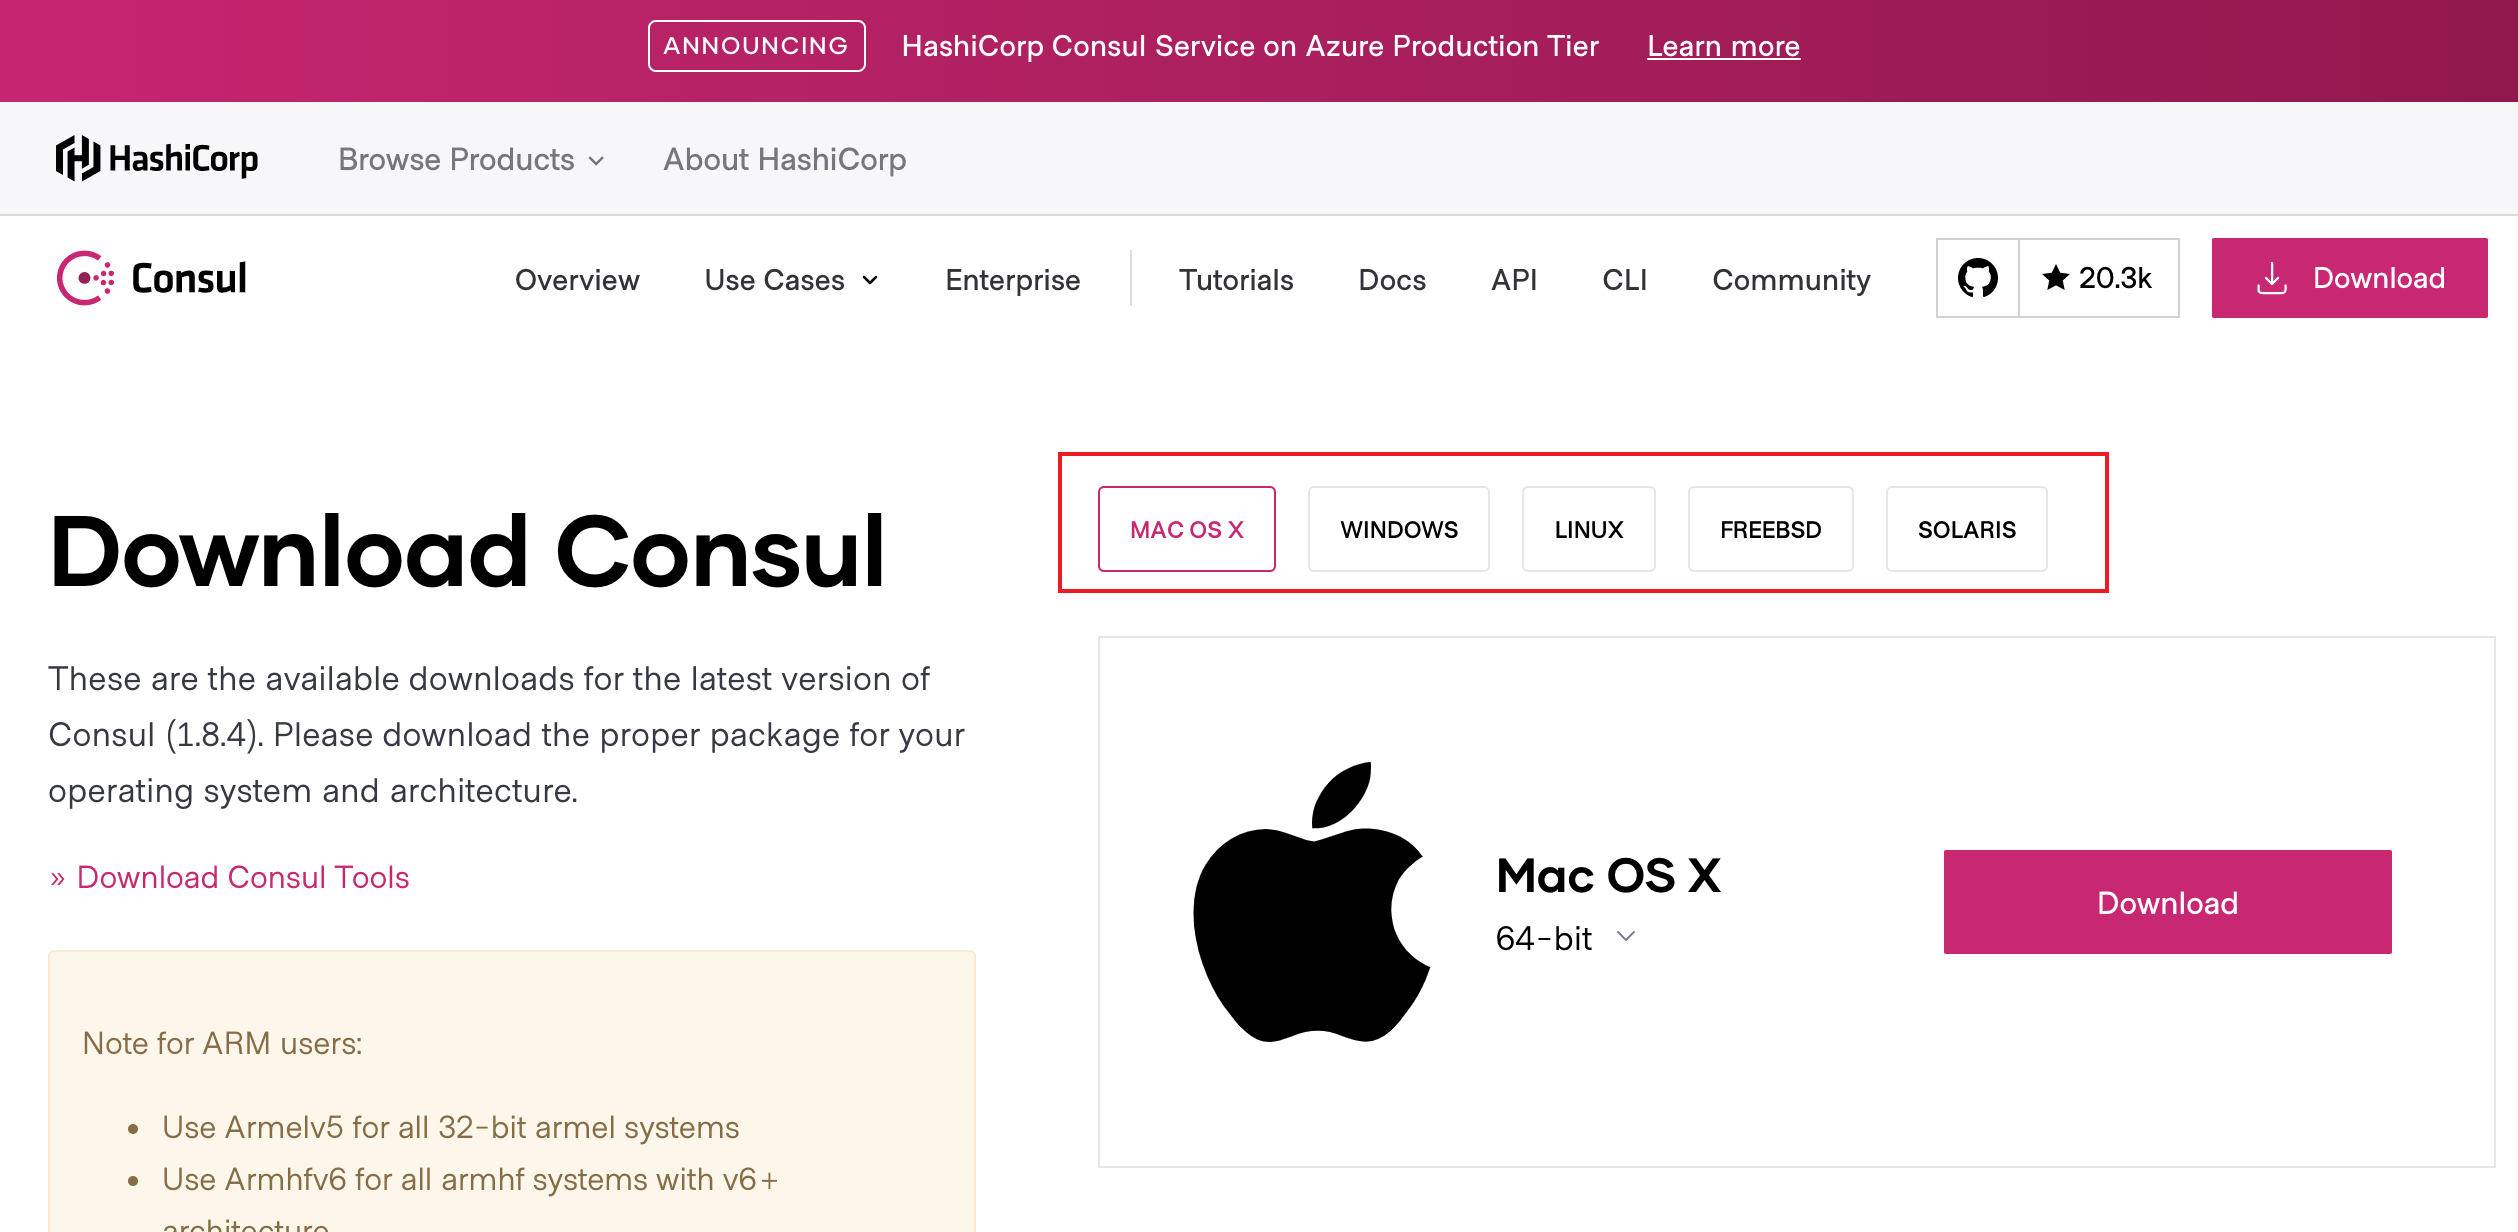 ANNOUNCING HashiCorp Consul Service on Azure Production Tier Learn more
HashiCorp Browse Products About HashiCorp
Consul Overview Use Cases Enterprise Tutorials Docs API CLI Community 20.3k Download
Download Consul
These are the available downloads for the latest version of
Consul (1.8.4). Please download the proper package for your
operating system and architecture.
» Download Consul Tools
Note for ARM users:
• Use Armelv5 for all 32-bit armel systems
• Use Armhfv6 for all armhf systems with v6+
architecture
MAC OS X WINDOWS LINUX FREEBSD SOLARIS
Mac OS X
64-bit
Download